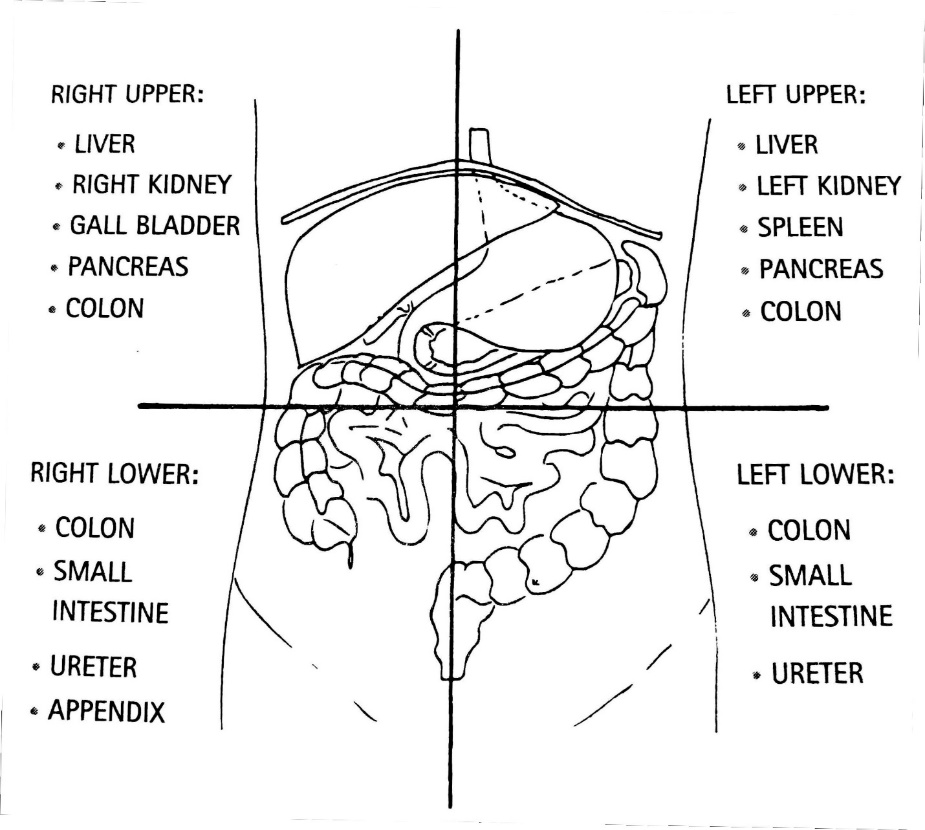 RIGHT UPPER:
• LIVER
• RIGHT KIDNEY
• GALL BLADDER
• PANCREAS
• COLON
LEFT UPPER:
• LIVER
• LEFT KIDNEY
• SPLEEN
• PANCREAS
• COLON
RIGHT LOWER:
• COLON
• SMALL
INTESTINE
• URETER
• APPENDIX
LEFT LOWER:
• COLON
• SMALL
INTESTINE
• URETER